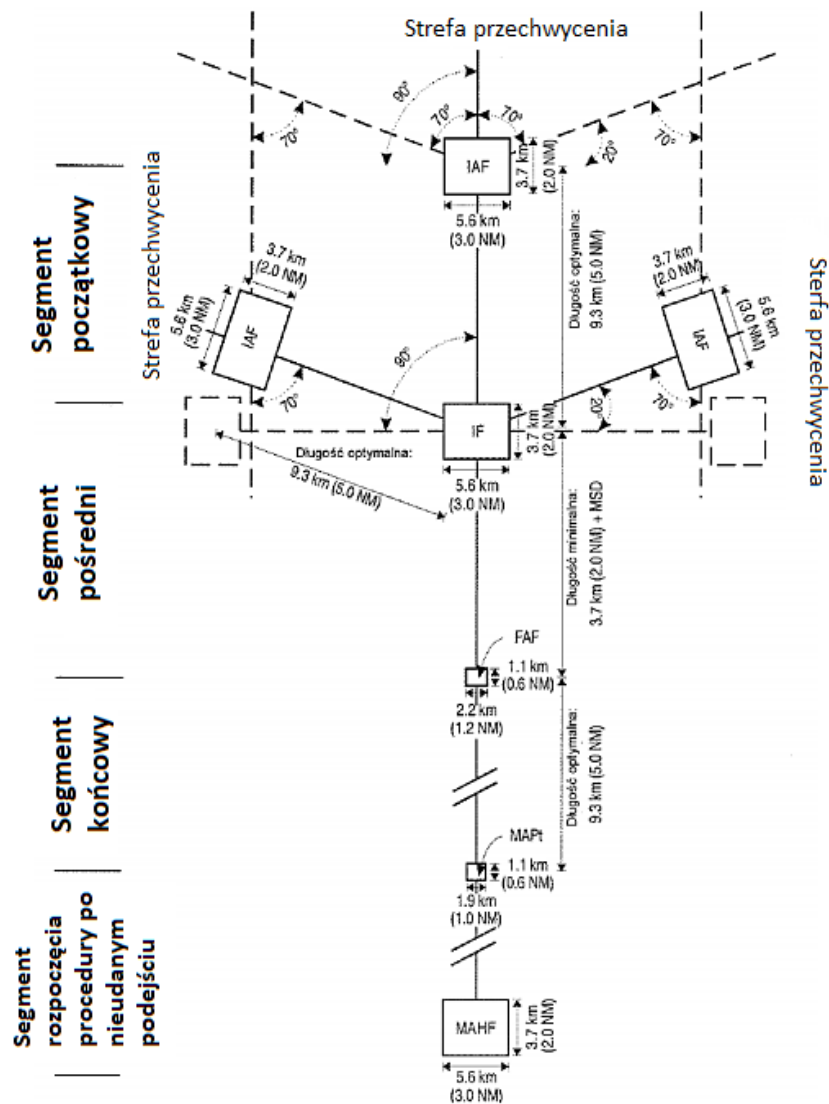 Strefa przechwycenia
90°
70°
70°
70°
70°
20°
IAF
3.7 km
(2.0 NM)
5.6 km
(3.0 NM)
Segment
początkowy
Strefa przechwycenia
Długość optymalna:
9.3 km (5.0 NM)
3.7 km
(2.0 NM)
5.6 km
(3.0 NM)
IAF
70°
90°
3.7 km
(2.0 NM)
5.6 km
(3.0 NM)
IAF
70°
20°
Sterfa przechwycenia
IF
3.7 km
(2.0 NM)
5.6 km
(3.0 NM)
Długość optymalna:
9.3 km (5.0 NM)
Segment
pośredni
Długość minimalna:
3.7 km (2.0 NM) + MSD
FAF
1.1 km
(0.6 NM)
2.2 km
(1.2 NM)
Segment
końcowy
Długość optymalna:
9.3 km (5.0 NM)
MAPt
1.1 km
(0.6 NM)
1.9 km
(1.0 NM)
Segment
rozpoczęcia
procedury po
nieudanym
podejściu
MAHF
3.7 km
(2.0 NM)
5.6 km
(3.0 NM)